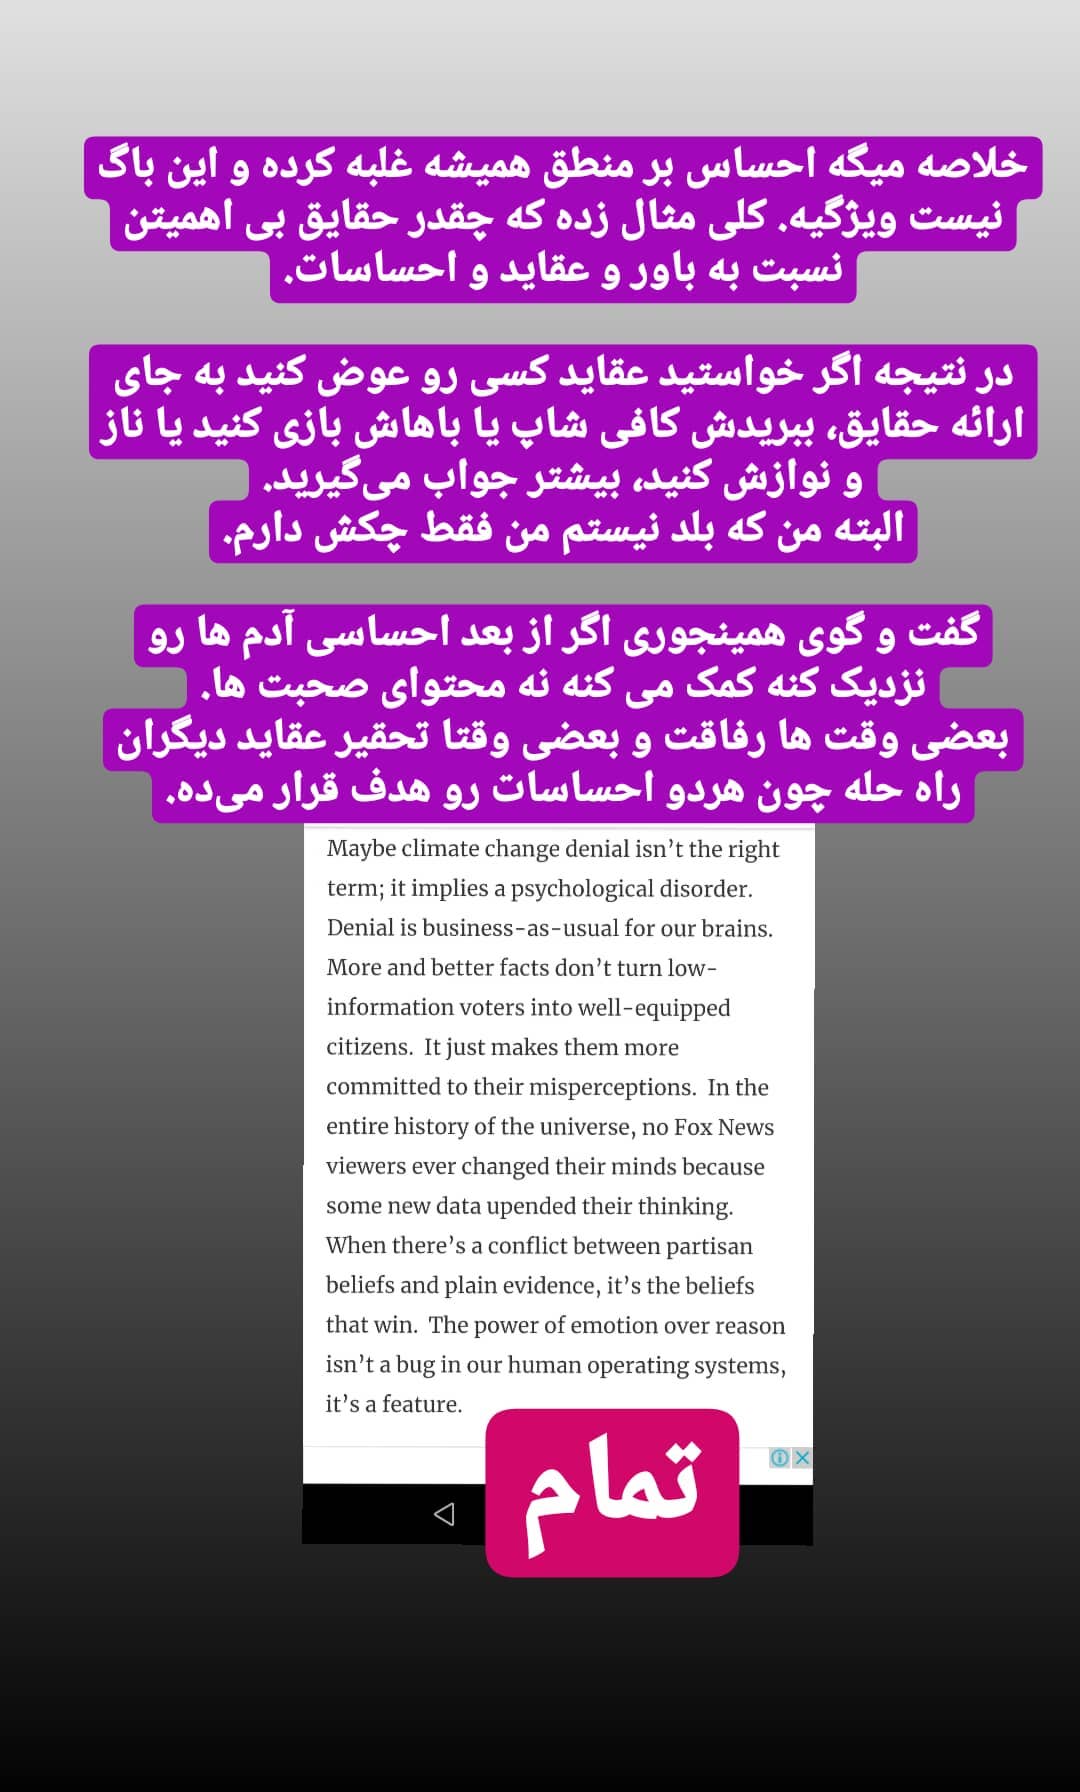 خلاصه میگه احساس بر منطق همیشه غلبه کرده و این باگ
نیست ویژگیه. کلی مثال زده که چقدر حقایق بی اهمیتن
نسبت به باور و عقاید و احساسات.
در نتیجه اگر خواستید عقاید کسی رو عوض کنید به جای
ارائه حقایق، ببریدش کافی شاپ یا باهاش بازی کنید یا ناز
و نوازش کنید، بیشتر جواب می‌گیرید.
البته من که بلد نیستم من فقط چکش دارم.
گفت و گوی همینجوری اگر از بعد احساسی آدم ها رو
نزدیک کنه کمک می کنه نه محتوای صحبت ها.
بعضی وقت ها رفاقت و بعضی وقتا تحقیر عقاید دیگران
راه حله چون هردو احساسات رو هدف قرار می‌ده.
Maybe climate change denial isn’t the right
term; it implies a psychological disorder.
Denial is business-as-usual for our brains.
More and better facts don’t turn low-
information voters into well-equipped
citizens.  It just makes them more
committed to their misperceptions.  In the
entire history of the universe, no Fox News
viewers ever changed their minds because
some new data upended their thinking.
When there’s a conflict between partisan
beliefs and plain evidence, it’s the beliefs
that win.  The power of emotion over reason
isn’t a bug in our human operating systems,
it’s a feature.
تمام